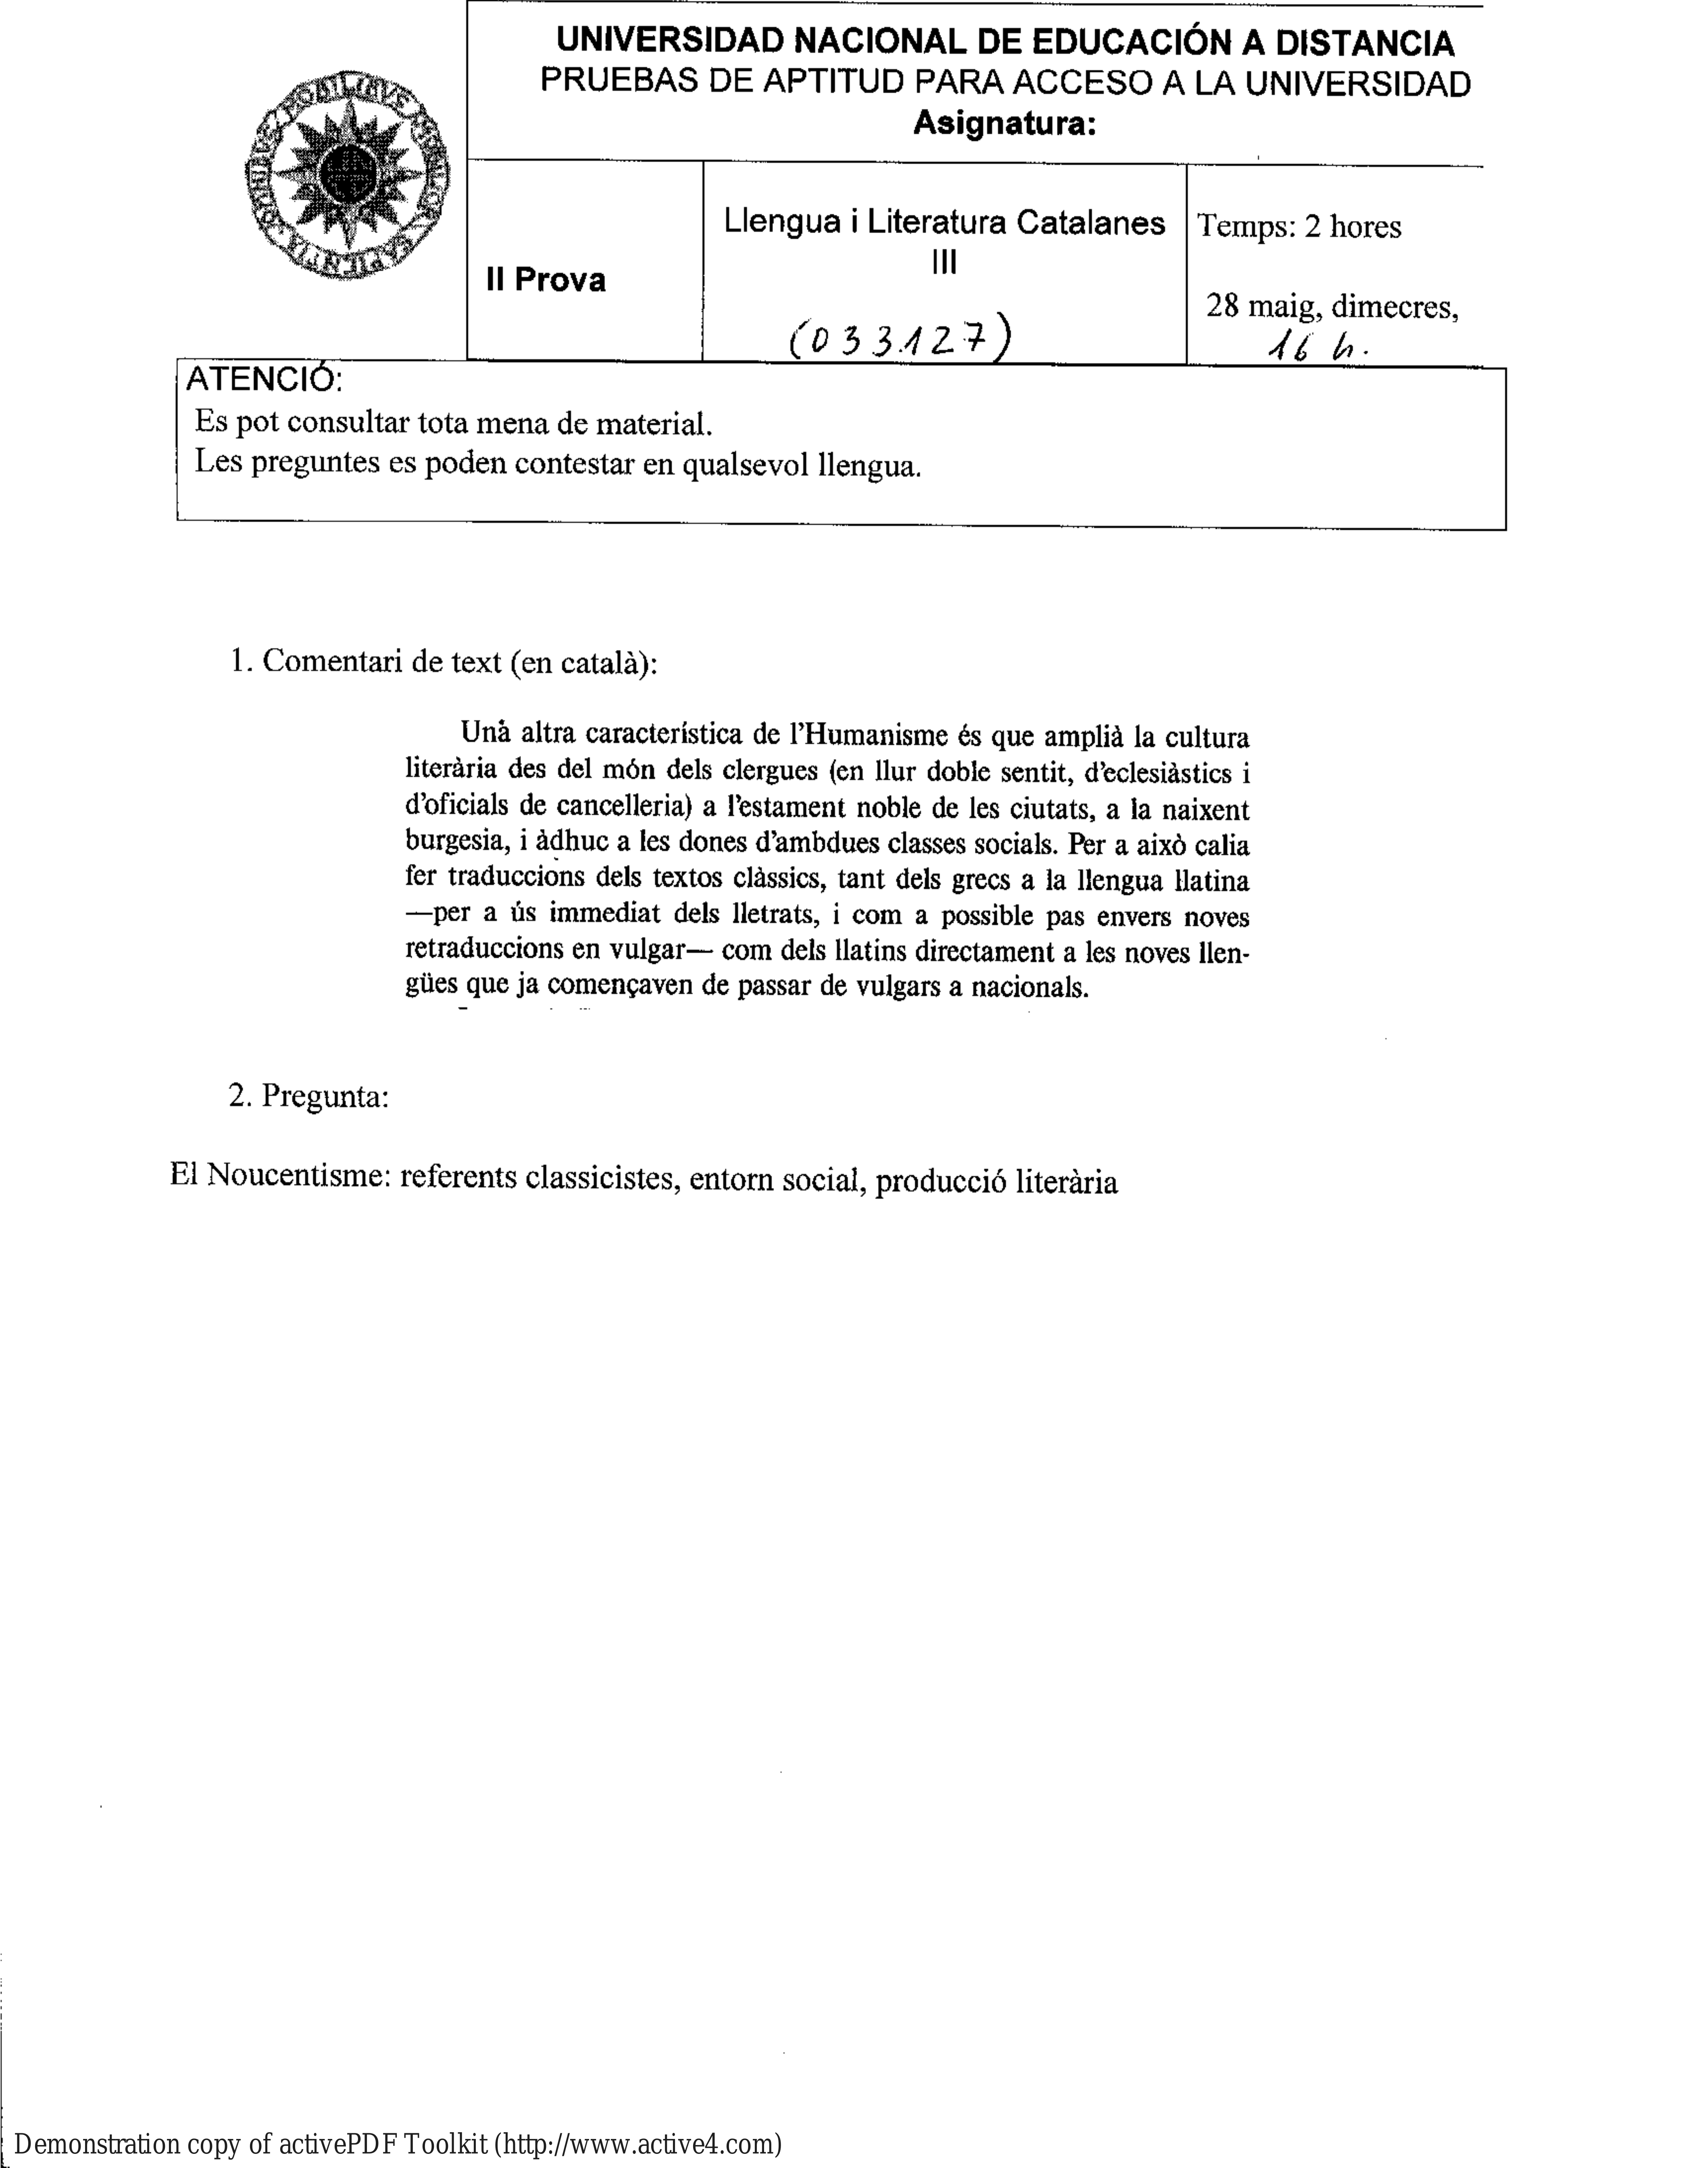 UNIVERSIDAD NACIONAL DE EDUCACIÓN A DISTANCIA
PRUEBAS DE APTITUD PARA ACCESO A LA UNIVERSIDAD
Asignatura:
II Prova
Llengua i Literatura Catalanes
III
(033127)
Temps: 2 hores
28 maig, dimecres,
16 h.
ATENCIÓ:
Es pot consultar tota mena de material.
Les preguntes es poden contestar en qualsevol llengua.
1. Comentari de text (en català):
Una altra característica de l'Humanisme és que amplià la cultura
literària des del món dels clergues (en llur doble sentit, d'eclesiàstics i
d'oficials de cancelleria) a l'estament noble de les ciutats, a la naixent
burgesia, i àdhuc a les dones d'ambdues classes socials. Per a això calia
fer traduccions dels textos clàssics, tant dels grecs a la llengua llatina
—per a ús immediat dels lletrats, i com a possible pas envers noves
retraduccions en vulgar— com dels llatins directament a les noves llen-
gües que ja començaven de passar de vulgars a nacionals.
2. Pregunta:
El Noucentisme: referents classicistes, entorn social, producció literària
Demonstration copy of activePDF Toolkit (http://www.active4.com)